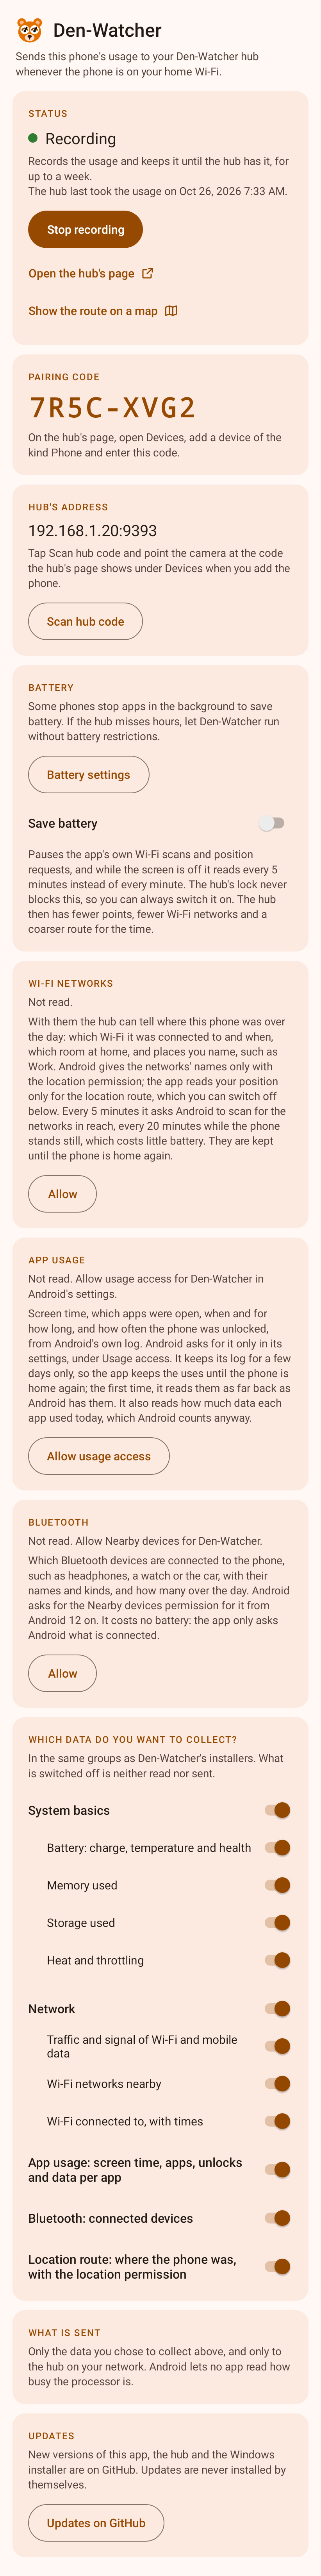 Den-Watcher
Sends this phone's usage to your Den-Watcher hub
whenever the phone is on your home Wi-Fi.
STATUS
Recording
Records the usage and keeps it until the hub has it, for
up to a week.
The hub last took the usage on Oct 26, 2026 7:33 AM.
Stop recording
Open the hub's page
Show the route on a map
PAIRING CODE
7R5C-XVG2
On the hub's page, open Devices, add a device of the
kind Phone and enter this code.
HUB'S ADDRESS
192.168.1.20:9393
Tap Scan hub code and point the camera at the code
the hub's page shows under Devices when you add the
phone.
Scan hub code
BATTERY
Some phones stop apps in the background to save
battery. If the hub misses hours, let Den-Watcher run
without battery restrictions.
Battery settings
Save battery
Pauses the app's own Wi-Fi scans and position
requests, and while the screen is off it reads every 5
minutes instead of every minute. The hub's lock never
blocks this, so you can always switch it on. The hub
then has fewer points, fewer Wi-Fi networks and a
coarser route for the time.
WI-FI NETWORKS
Not read.
With them the hub can tell where this phone was over
the day: which Wi-Fi it was connected to and when,
which room at home, and places you name, such as
Work. Android gives the networks' names only with
the location permission; the app reads your position
only for the location route, which you can switch off
below. Every 5 minutes it asks Android to scan for the
networks in reach, every 20 minutes while the phone
stands still, which costs little battery. They are kept
until the phone is home again.
Allow
APP USAGE
Not read. Allow usage access for Den-Watcher in
Android's settings.
Screen time, which apps were open, when and for
how long, and how often the phone was unlocked,
from Android's own log. Android asks for it only in its
settings, under Usage access. It keeps its log for a few
days only, so the app keeps the uses until the phone is
home again; the first time, it reads them as far back as
Android has them. It also reads how much data each
app used today, which Android counts anyway.
Allow usage access
BLUETOOTH
Not read. Allow Nearby devices for Den-Watcher.
Which Bluetooth devices are connected to the phone,
such as headphones, a watch or the car, with their
names and kinds, and how many over the day. Android
asks for the Nearby devices permission for it from
Android 12 on. It costs no battery: the app only asks
Android what is connected.
Allow
WHICH DATA DO YOU WANT TO COLLECT?
In the same groups as Den-Watcher's installers. What
is switched off is neither read nor sent.
System basics
Battery: charge, temperature and health
Memory used
Storage used
Heat and throttling
Network
Traffic and signal of Wi-Fi and mobile
data
Wi-Fi networks nearby
Wi-Fi connected to, with times
App usage: screen time, apps, unlocks
and data per app
Bluetooth: connected devices
Location route: where the phone was,
with the location permission
WHAT IS SENT
Only the data you chose to collect above, and only to
the hub on your network. Android lets no app read how
busy the processor is.
UPDATES
New versions of this app, the hub and the Windows
installer are on GitHub. Updates are never installed by
themselves.
Updates on GitHub